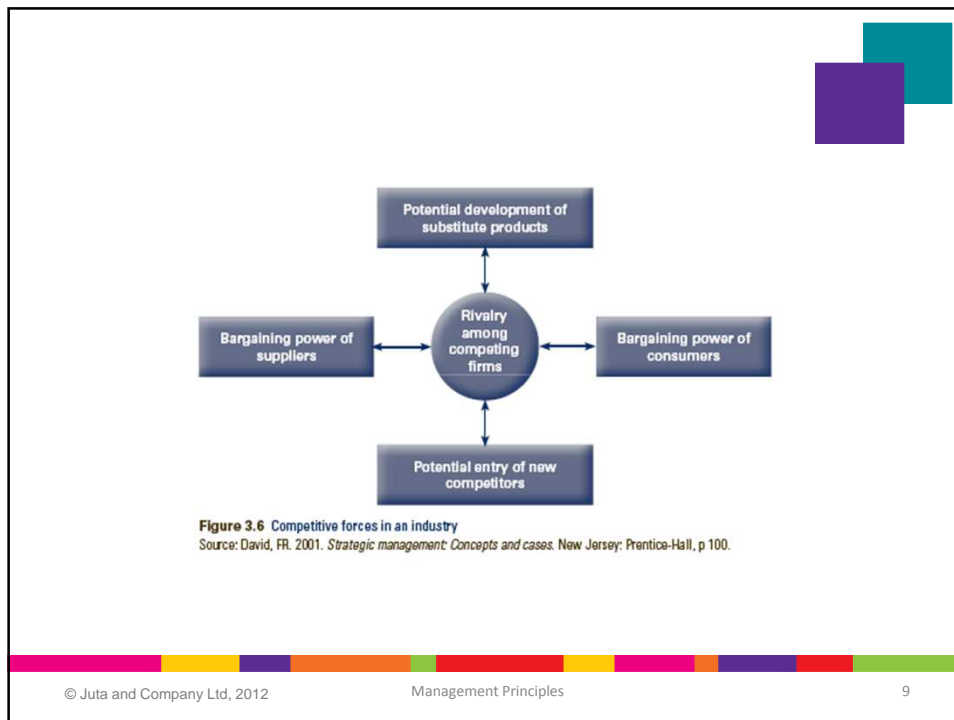 Potential development of
substitute products
Bargaining power of
suppliers
Rivalry
among
competing
firms
Bargaining power of
consumers
Potential entry of new
competitors
Figure 3.6 Competitive forces in an industry
Source: David, FR. 2001. Strategic management: Concepts and cases. New Jersey: Prentice-Hall, p 100.
© Juta and Company Ltd, 2012 Management Principles 9